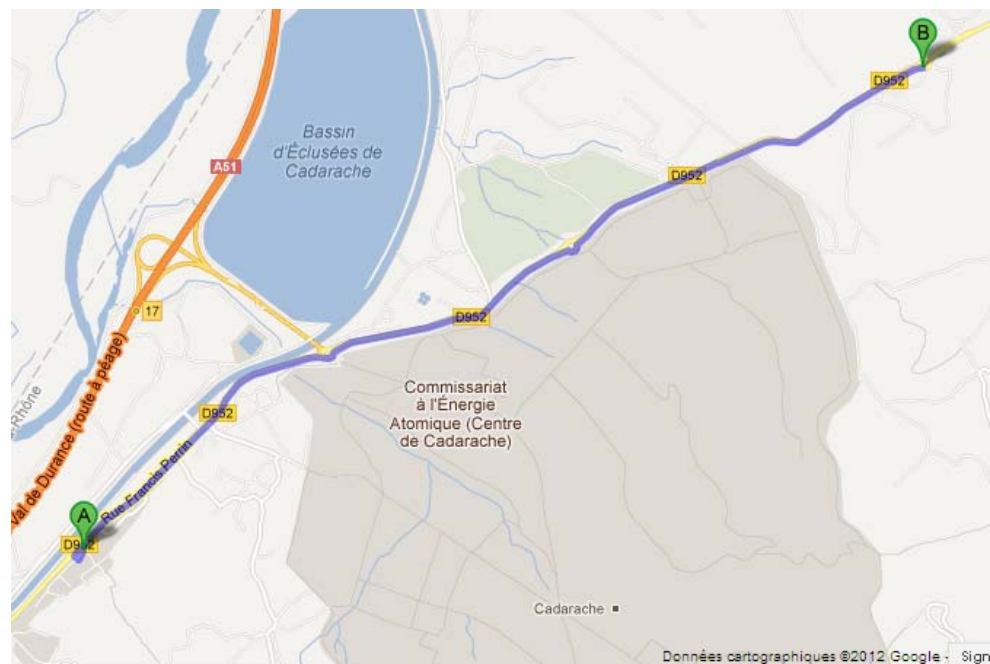 B
D952
Bassin
d'Éclusées de
Cadarache
A51
D952
17
D952
Commissariat
à l'Énergie
Atomique (Centre
de Cadarache)
D952
Val de Durance (route à péage)
Rue Francis Perrin
A
Cadarache
Données cartographiques ©2012 Google -
Sign